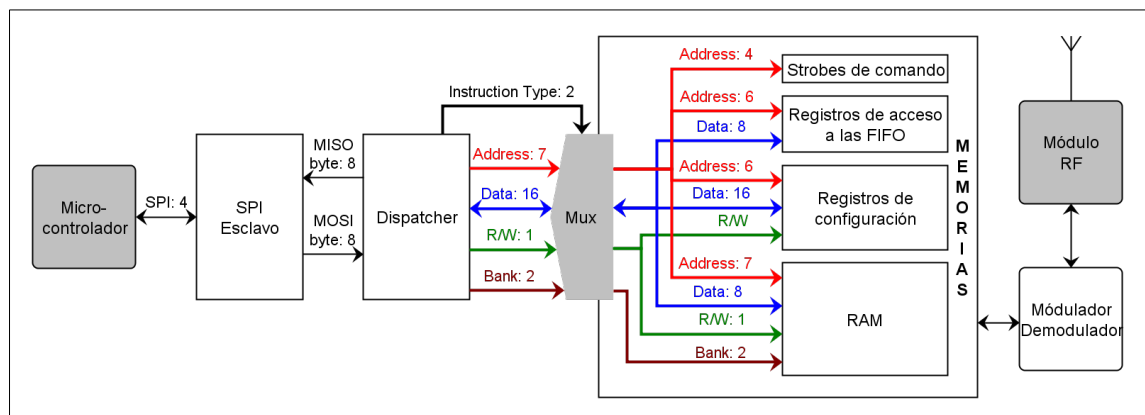 Micro-
controlador
SPI: 4
SPI
Esclavo
MISO
byte: 8
MOSI
byte: 8
Dispatcher
Instruction Type: 2
Address: 7
Data: 16
R/W: 1
Bank: 2
Mux
Address: 4
Address: 6
Data: 8
Address: 6
Data: 16
R/W
Address: 7
Data: 8
R/W: 1
Bank: 2
Strobes de comando
Registros de acceso
a las FIFO
Registros de
configuración
RAM
MEMORIAS
Módulo
RF
Módulador
Demodulador